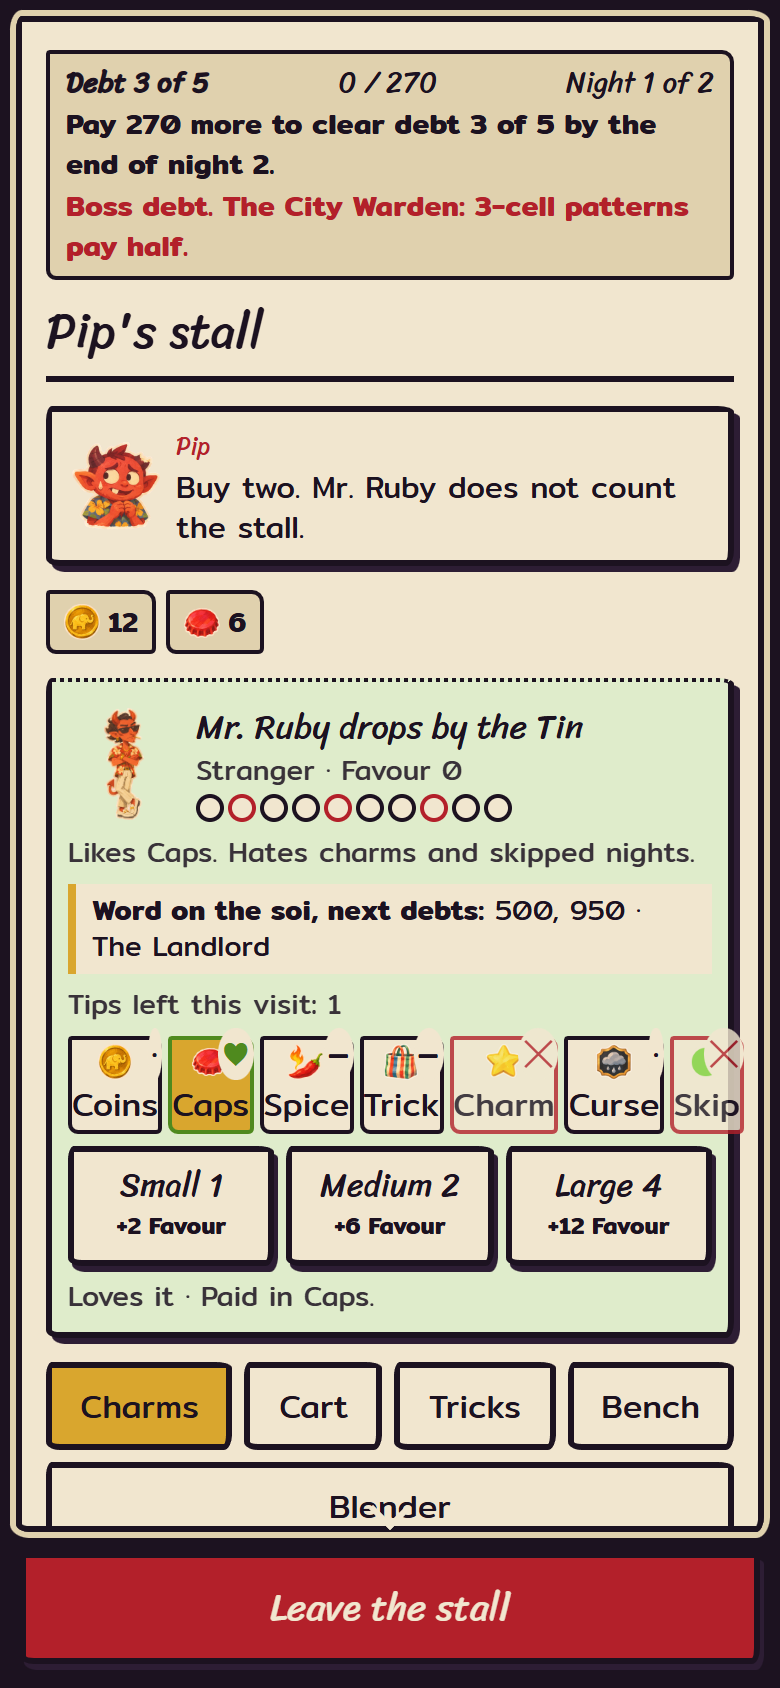 Debt 3 of 5 0 / 270 Night 1 of 2
Pay 270 more to clear debt 3 of 5 by the
end of night 2.
Boss debt. The City Warden: 3-cell patterns
pay half.
Pip's stall
Pip
Buy two. Mr. Ruby does not count
the stall.
12 6
Mr. Ruby drops by the Tin
Stranger · Favour 0
Likes Caps. Hates charms and skipped nights.
Word on the soi, next debts: 500, 950 ·
The Landlord
Tips left this visit: 1
Coins Caps Spice Trick Charm Curse Skip
Small 1 Medium 2 Large 4
+2 Favour +6 Favour +12 Favour
Loves it · Paid in Caps.
Charms Cart Tricks Bench
Blender
Leave the stall